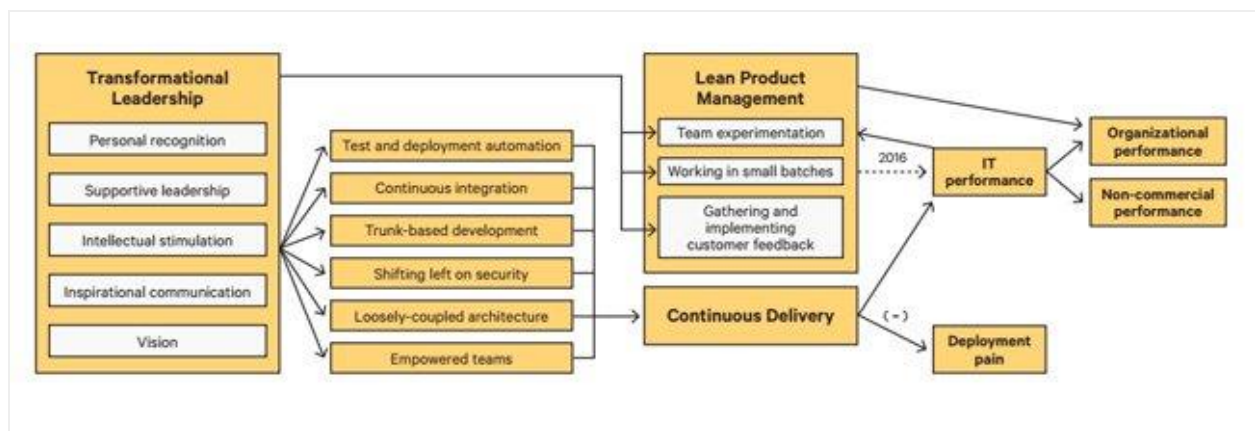 Transformational
Leadership
Personal recognition
Supportive leadership
Intellectual stimulation
Inspirational communication
Vision
Test and deployment automation
Continuous integration
Trunk-based development
Shifting left on security
Loosely-coupled architecture
Empowered teams
Lean Product
Management
Team experimentation
Working in small batches
Gathering and
implementing
customer feedback
Continuous Delivery
2016
IT
performance
(-)
Deployment
pain
Organizational
performance
Non-commercial
performance